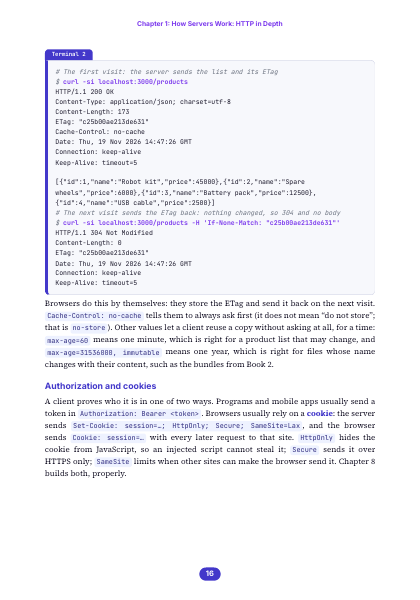 Chapter 1: How Servers Work: HTTP in Depth
Terminal 2
# The first visit: the server sends the list and its ETag
$ curl -si localhost:3000/products
HTTP/1.1 200 OK
Content-Type: application/json; charset=utf-8
Content-Length: 173
ETag: "c25b00ae213de631"
Cache-Control: no-cache
Date: Thu, 19 Nov 2026 14:47:26 GMT
Connection: keep-alive
Keep-Alive: timeout=5
[{"id":1,"name":"Robot kit","price":45000},{"id":2,"name":"Spare
wheels","price":6000},{"id":3,"name":"Battery pack","price":12500},
{"id":4,"name":"USB cable","price":2500}]
# The next visit sends the ETag back: nothing changed, so 304 and no body
$ curl -si localhost:3000/products -H 'If-None-Match: "c25b00ae213de631"'
HTTP/1.1 304 Not Modified
Content-Length: 0
ETag: "c25b00ae213de631"
Date: Thu, 19 Nov 2026 14:47:26 GMT
Connection: keep-alive
Keep-Alive: timeout=5
Browsers do this by themselves: they store the ETag and send it back on the next visit.
Cache-Control: no-cache tells them to always ask first (it does not mean “do not store”;
that is no-store). Other values let a client reuse a copy without asking at all, for a time:
max-age=60 means one minute, which is right for a product list that may change, and
max-age=31536000, immutable means one year, which is right for files whose name
changes with their content, such as the bundles from Book 2.
Authorization and cookies
A client proves who it is in one of two ways. Programs and mobile apps usually send a
token in Authorization: Bearer <token>. Browsers usually rely on a cookie: the server
sends Set-Cookie: session=…; HttpOnly; Secure; SameSite=Lax, and the browser
sends Cookie: session=… with every later request to that site. HttpOnly hides the
cookie from JavaScript, so an injected script cannot steal it; Secure sends it over
HTTPS only; SameSite limits when other sites can make the browser send it. Chapter 8
builds both, properly.
16